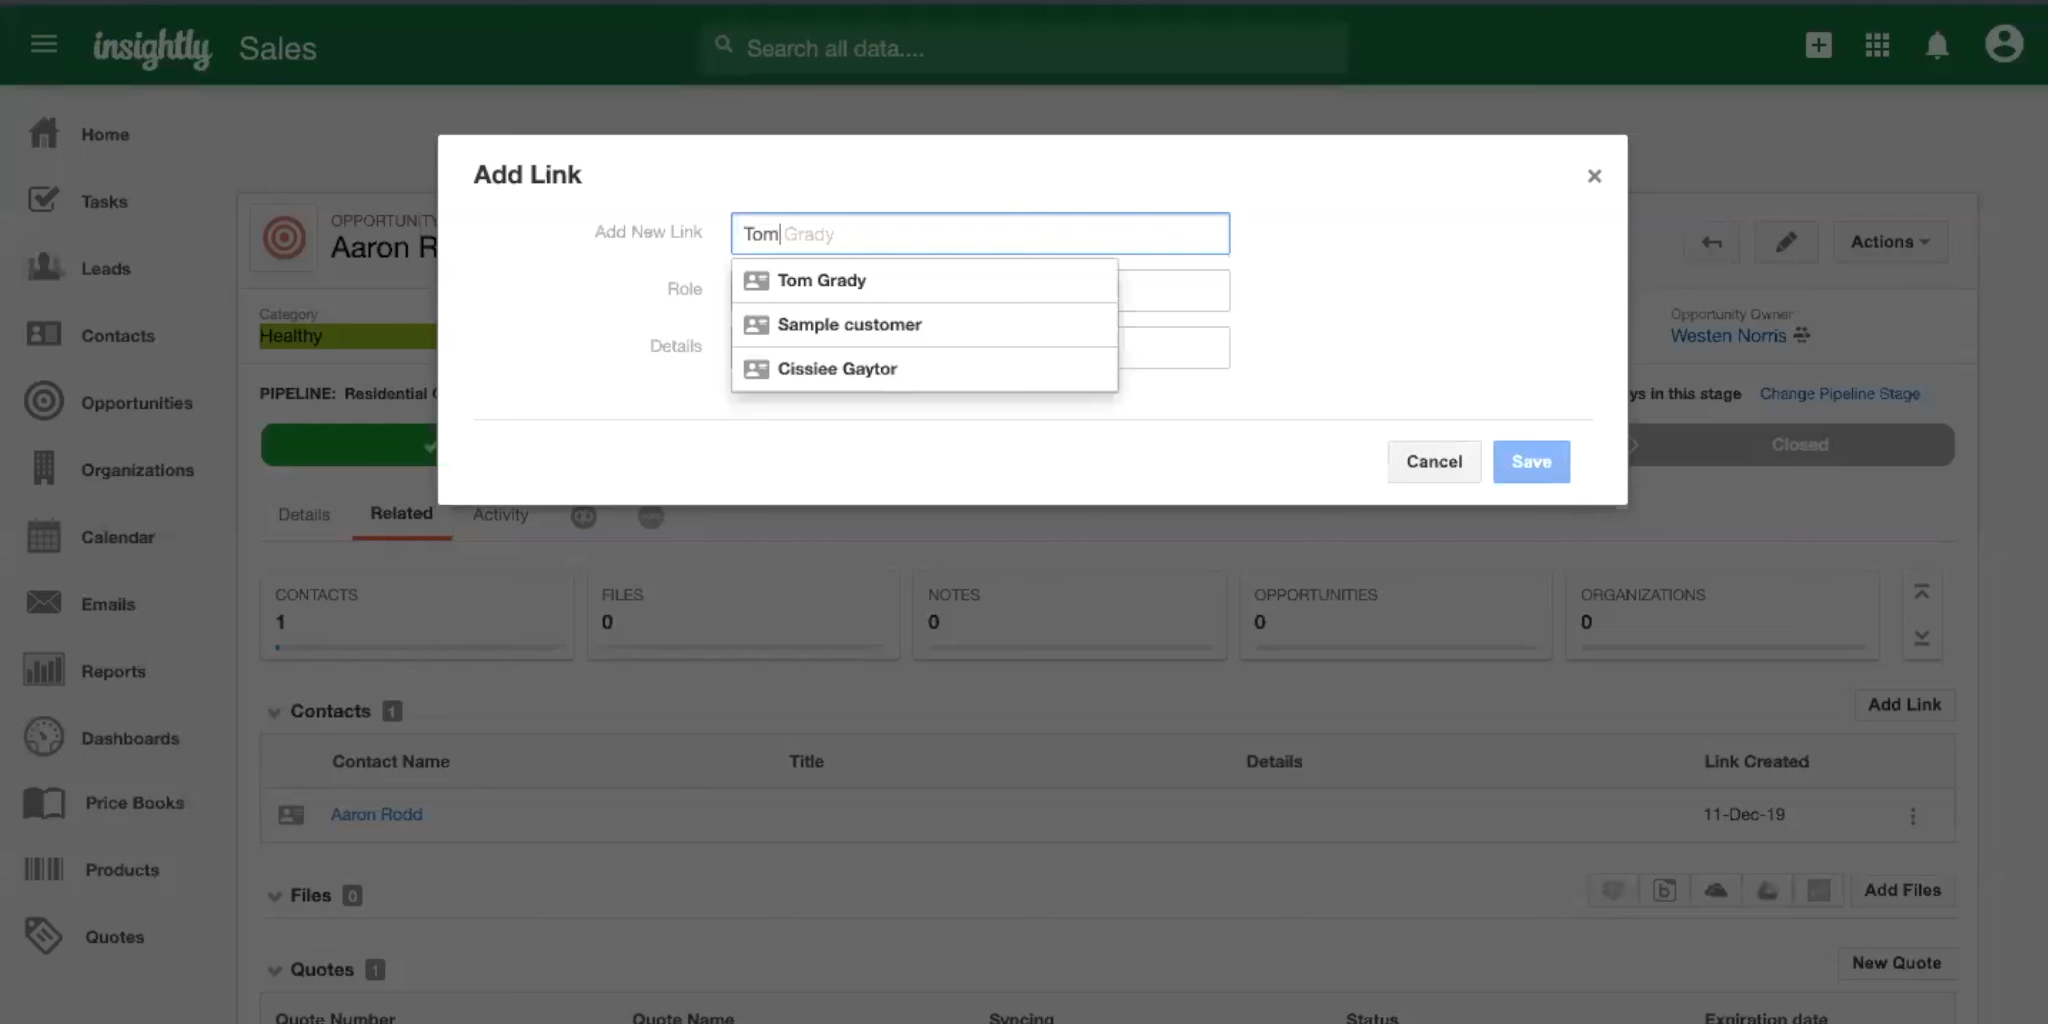 insightly Sales
Search all data....
Home
Tasks
Leads
Contacts
Opportunities
Organizations
Calendar
Emails
Reports
Dashboards
Price Books
Products
Quotes
Add Link
×
Add New Link
Tom Grady
Tom Grady
Sample customer
Cissiee Gaytor
Role
Details
Cancel
Save
OPPORTUNITY
Aaron R
Actions
Category
Healthy
Opportunity Owner
Westen Norris
PIPELINE: Residential
ys in this stage
Change Pipeline Stage
Closed
Details
Related
Activity
CONTACTS
1
FILES
0
NOTES
0
OPPORTUNITIES
0
ORGANIZATIONS
0
Contacts 1
Add Link
Contact Name Title Details Link Created
Aaron Rodd 11-Dec-19
Files 0
Add Files
Quotes 1
New Quote
Quote Number Quote Name Syncing Status Expiration date